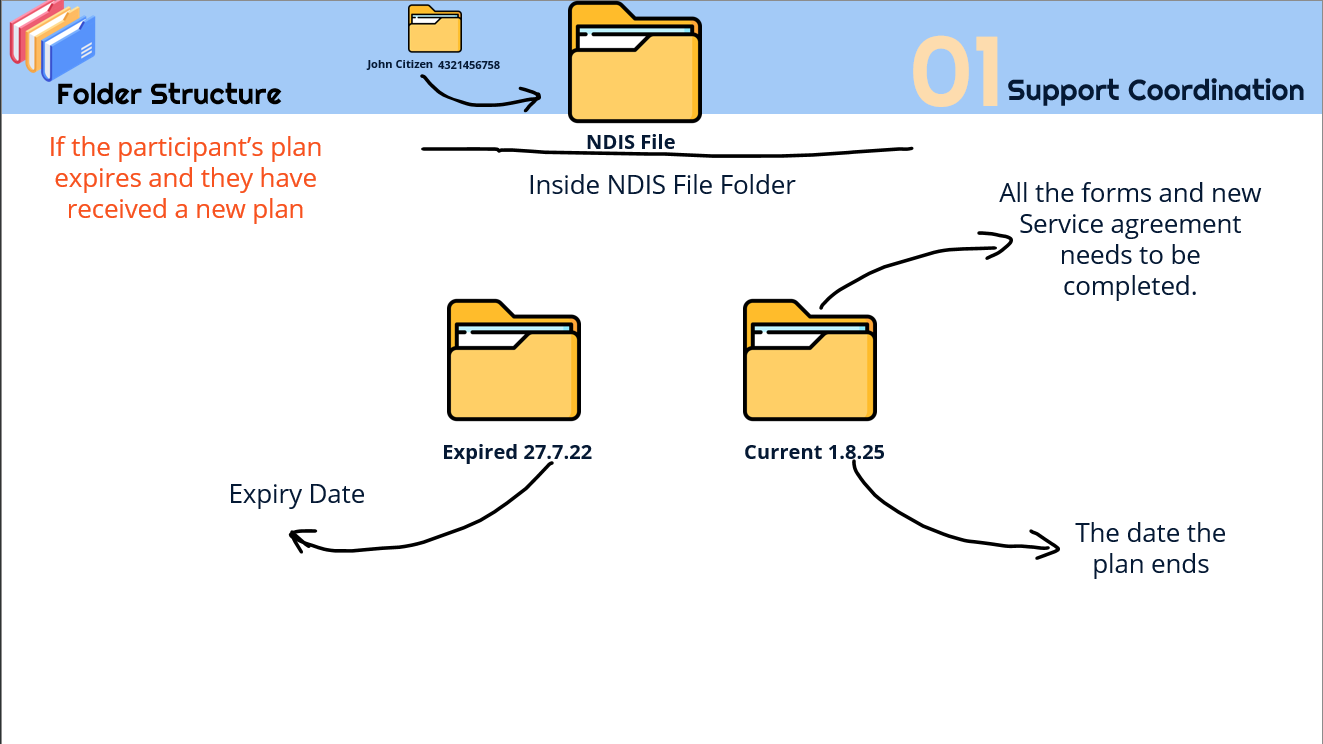 Folder Structure
John Citizen 4321456758
NDIS File
01
Support Coordination
If the participant's plan
expires and they have
received a new plan
Inside NDIS File Folder
All the forms and new
Service agreement
needs to be
completed.
Expired 27.7.22
Current 1.8.25
Expiry Date
The date the
plan ends